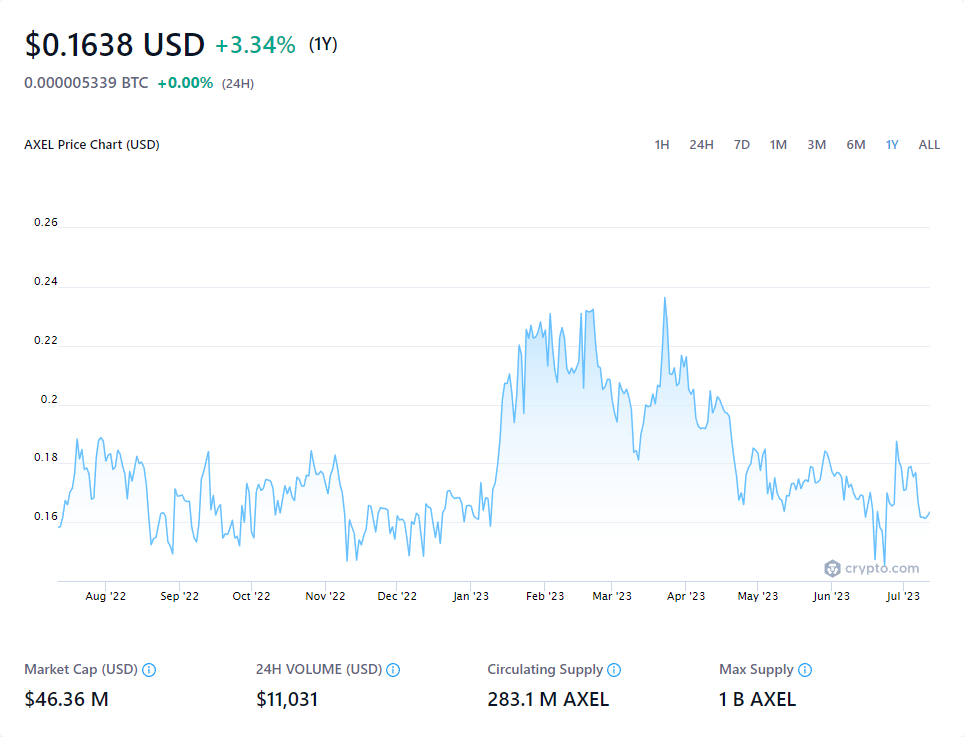 $0.1638 USD +3.34% (1Y)
0.000005339 BTC +0.00% (24H)
AXEL Price Chart (USD) 1H 24H 7D 1M 3M 6M 1Y ALL
0.26
0.24
0.22
0.2
0.18
0.16
crypto.com
Aug '22 Sep '22 Oct '22 Nov '22 Dec '22 Jan '23 Feb '23 Mar '23 Apr '23 May '23 Jun '23 Jul '23
Market Cap (USD) 24H VOLUME (USD) Circulating Supply Max Supply
$46.36 M $11,031 283.1 M AXEL 1 B AXEL